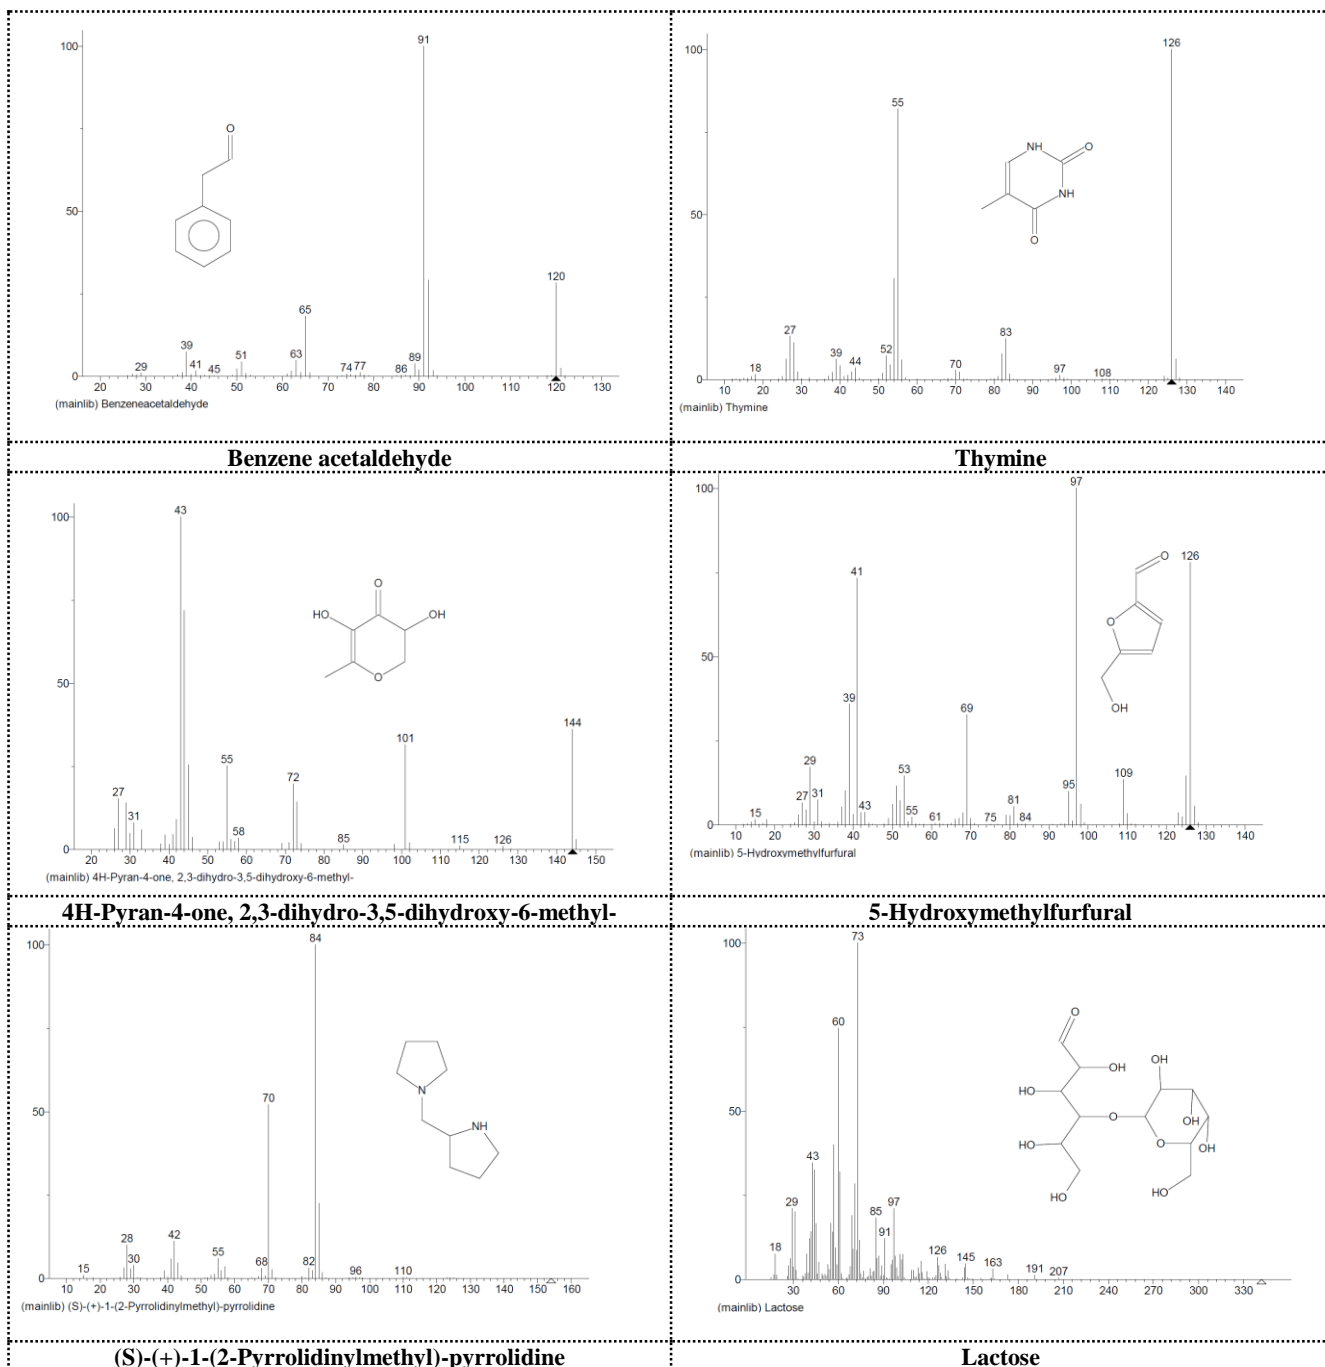 100
91
50
O
120
65
39
29
41
45
51
63
74
77
86
89
0
20 30 40 50 60 70 80 90 100 110 120 130
(mainlib) Benzeneacetaldehyde
Benzene acetaldehyde
100
126
55
NH
O
NH
O
50
27
83
18
39
44
52
70
97
108
0
10 20 30 40 50 60 70 80 90 100 110 120 130 140
(mainlib) Thymine
Thymine
100
43
O
HO
OH
O
50
144
101
55
72
27
31
58
85
115
126
0
20 30 40 50 60 70 80 90 100 110 120 130 140 150
(mainlib) 4H-Pyran-4-one, 2,3-dihydro-3,5-dihydroxy-6-methyl-
4H-Pyran-4-one, 2,3-dihydro-3,5-dihydroxy-6-methyl-
100
97
126
O
O
OH
41
50
39
69
29
53
109
95
27
31
43
55
81
15
61
75
84
0
10 20 30 40 50 60 70 80 90 100 110 120 130 140
(mainlib) 5-Hydroxymethylfurfural
5-Hydroxymethylfurfural
100
84
N
NH
70
50
28
42
55
30
68
82
15
96
110
0
10 20 30 40 50 60 70 80 90 100 110 120 130 140 150 160
(mainlib) (S)-(+)-1-(2-Pyrrolidinylmethyl)-pyrrolidine
(S)-(+)-1-(2-Pyrrolidinylmethyl)-pyrrolidine
100
73
60
O
OH
OH
HO
O
OH
HO
O
OH
HO
HO
50
43
29
85
97
91
18
126
145
163
191
207
0
30 60 90 120 150 180 210 240 270 300 330
(mainlib) Lactose
Lactose